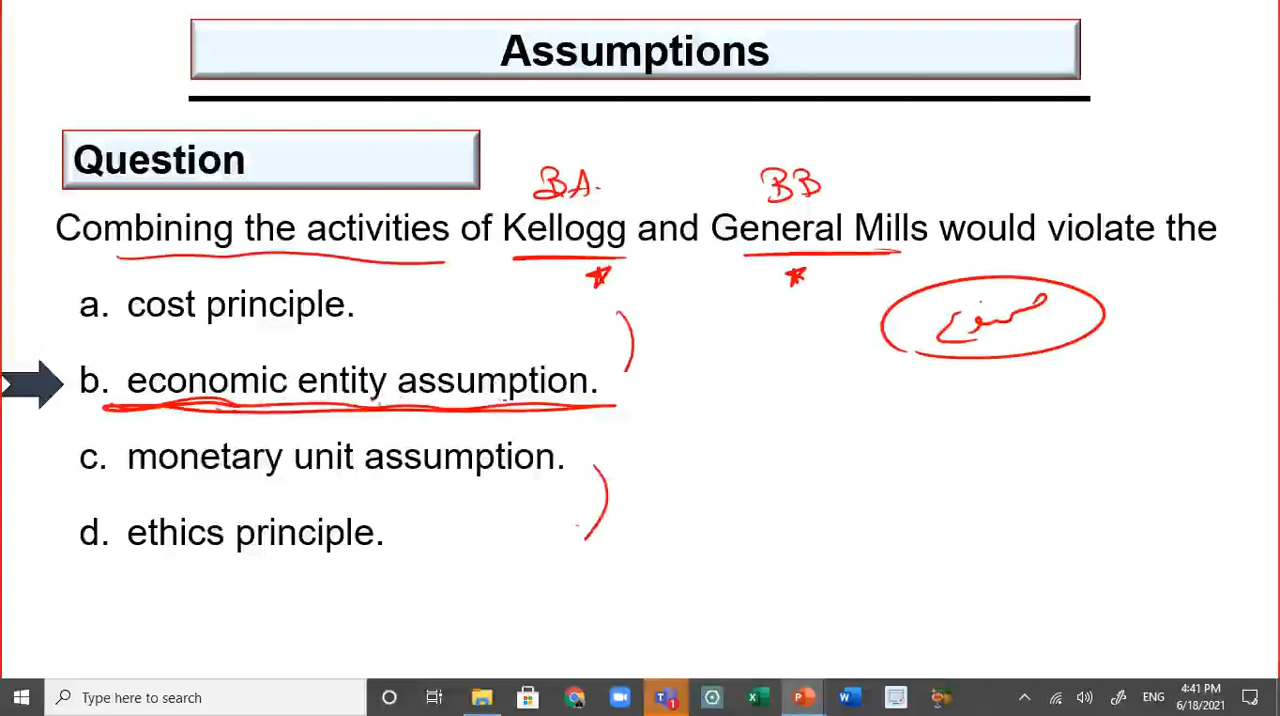 Assumptions
Question
BA.
BB
Combining the activities of Kellogg and General Mills would violate the
a. cost principle.
ممنوع
b. economic entity assumption.
c. monetary unit assumption.
d. ethics principle.
Type here to search
ENG
4:41 PM
6/18/2021